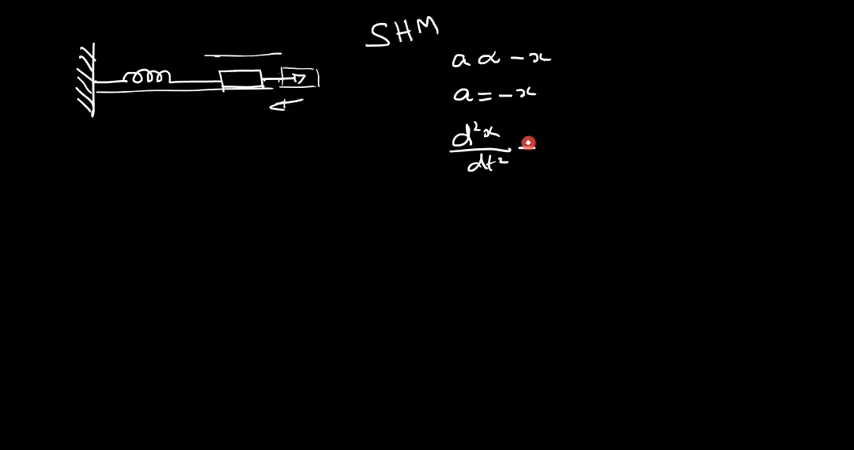 SHM
a ∝ -x
a = -x
d²x/dt² =